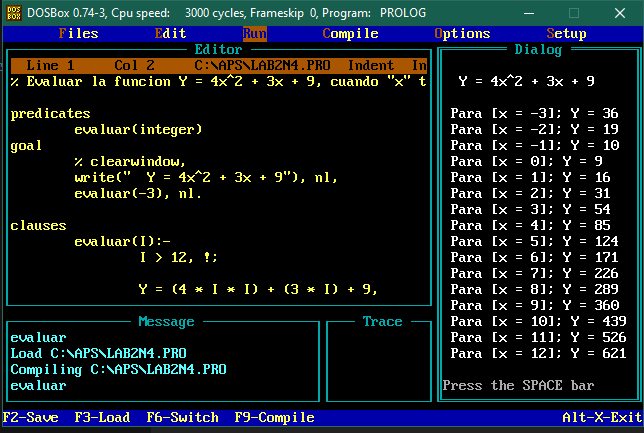 DOSBox 0.74-3, Cpu speed: 3000 cycles, Frameskip 0, Program: PROLOG
Files Edit Run Compile Options Setup
Editor
Line 1 Col 2 C:\APS\LAB2N4.PRO Indent In
% Evaluar la funcion Y = 4x^2 + 3x + 9, cuando "x" t
predicates
evaluar(integer)
goal
% clearwindow,
write("  Y = 4x^2 + 3x + 9"), nl,
evaluar(-3), nl.
clauses
evaluar(I):-
I > 12, !;
Y = (4 * I * I) + (3 * I) + 9,
Dialog
Y = 4x^2 + 3x + 9
Para [x = -3]; Y = 36
Para [x = -2]; Y = 19
Para [x = -1]; Y = 10
Para [x = 0]; Y = 9
Para [x = 1]; Y = 16
Para [x = 2]; Y = 31
Para [x = 3]; Y = 54
Para [x = 4]; Y = 85
Para [x = 5]; Y = 124
Para [x = 6]; Y = 171
Para [x = 7]; Y = 226
Para [x = 8]; Y = 289
Para [x = 9]; Y = 360
Para [x = 10]; Y = 439
Para [x = 11]; Y = 526
Para [x = 12]; Y = 621
Press the SPACE bar
Message
evaluar
Load C:\APS\LAB2N4.PRO
Compiling C:\APS\LAB2N4.PRO
evaluar
Trace
F2-Save F3-Load F6-Switch F9-Compile Alt-X-Exit